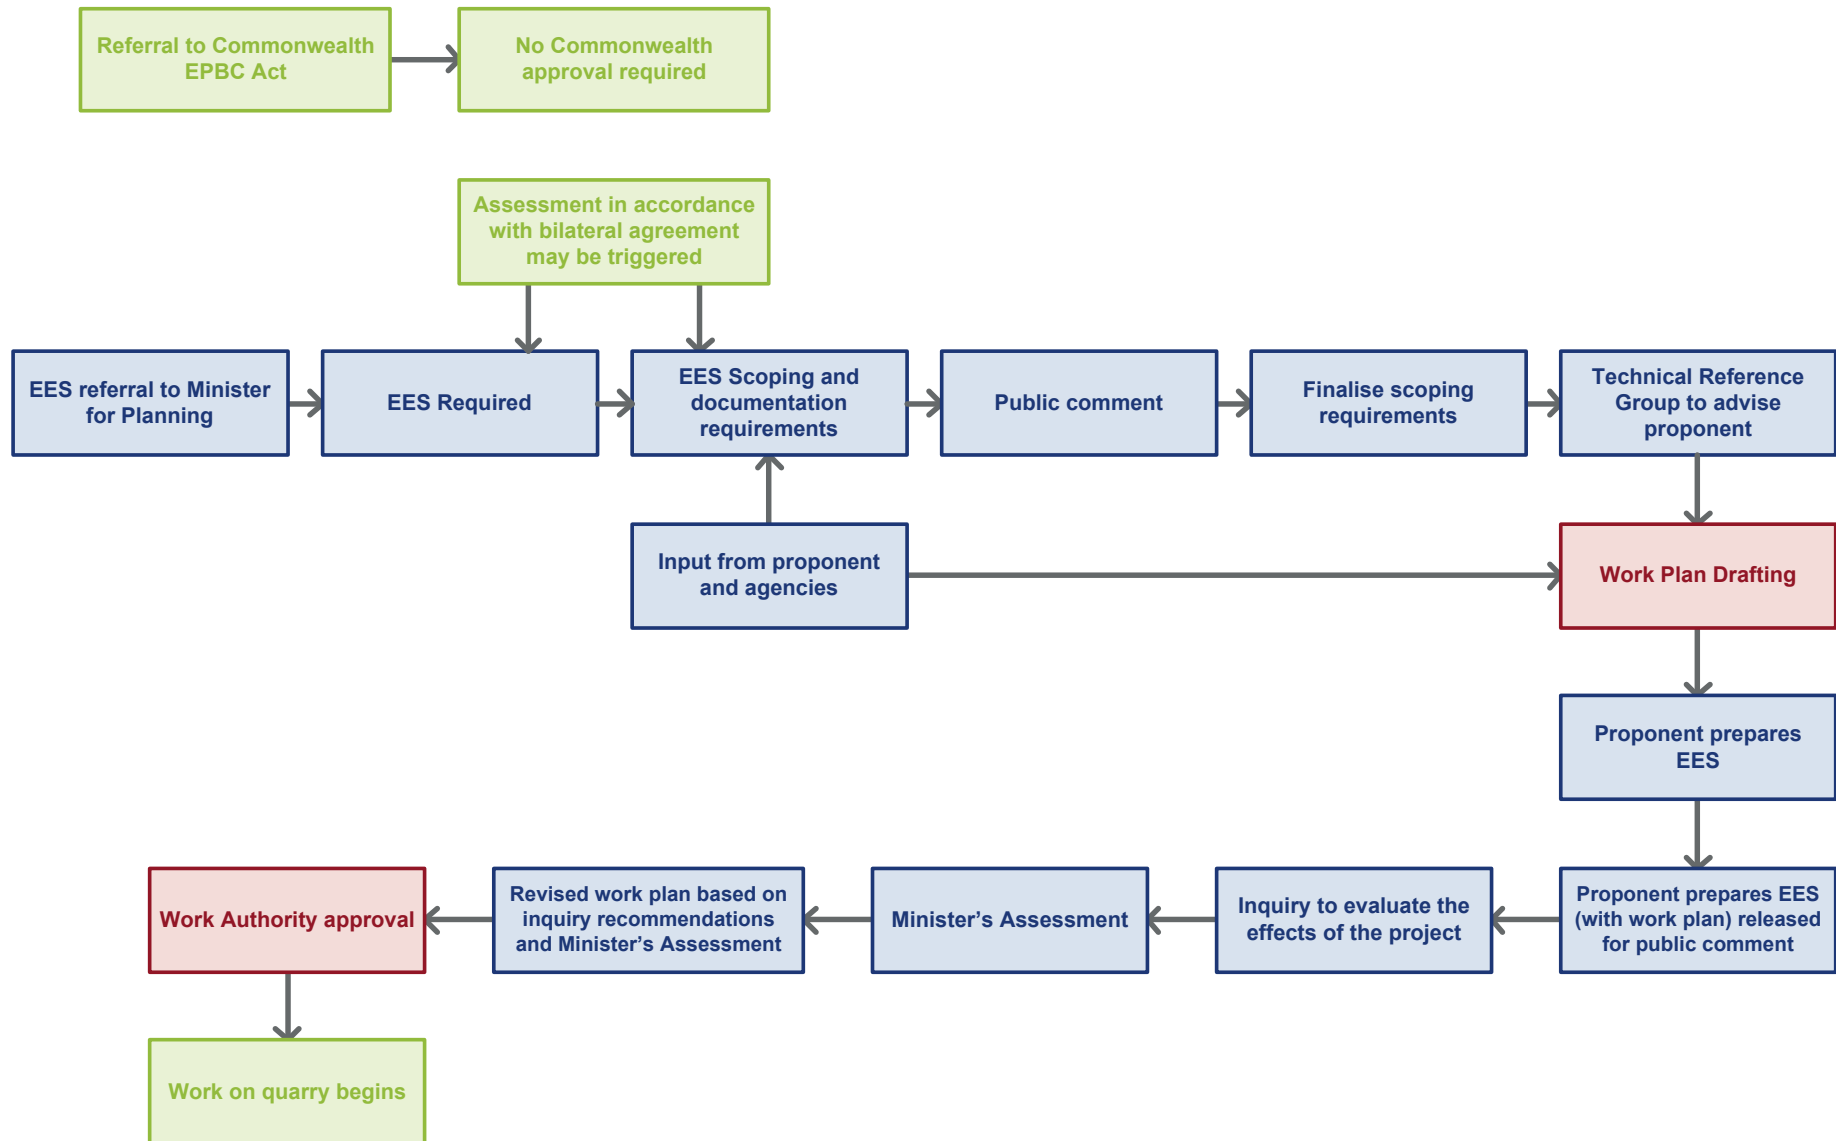 Referral to Commonwealth
EPBC Act
No Commonwealth
approval required
Assessment in accordance
with bilateral agreement
may be triggered
EES referral to Minister
for Planning
EES Required
EES Scoping and
documentation
requirements
Public comment
Finalise scoping
requirements
Technical Reference
Group to advise
proponent
Input from proponent
and agencies
Work Plan Drafting
Proponent prepares
EES
Work Authority approval
Revised work plan based on
inquiry recommendations
and Minister’s Assessment
Minister’s Assessment
Inquiry to evaluate the
effects of the project
Proponent prepares EES
(with work plan) released
for public comment
Work on quarry begins